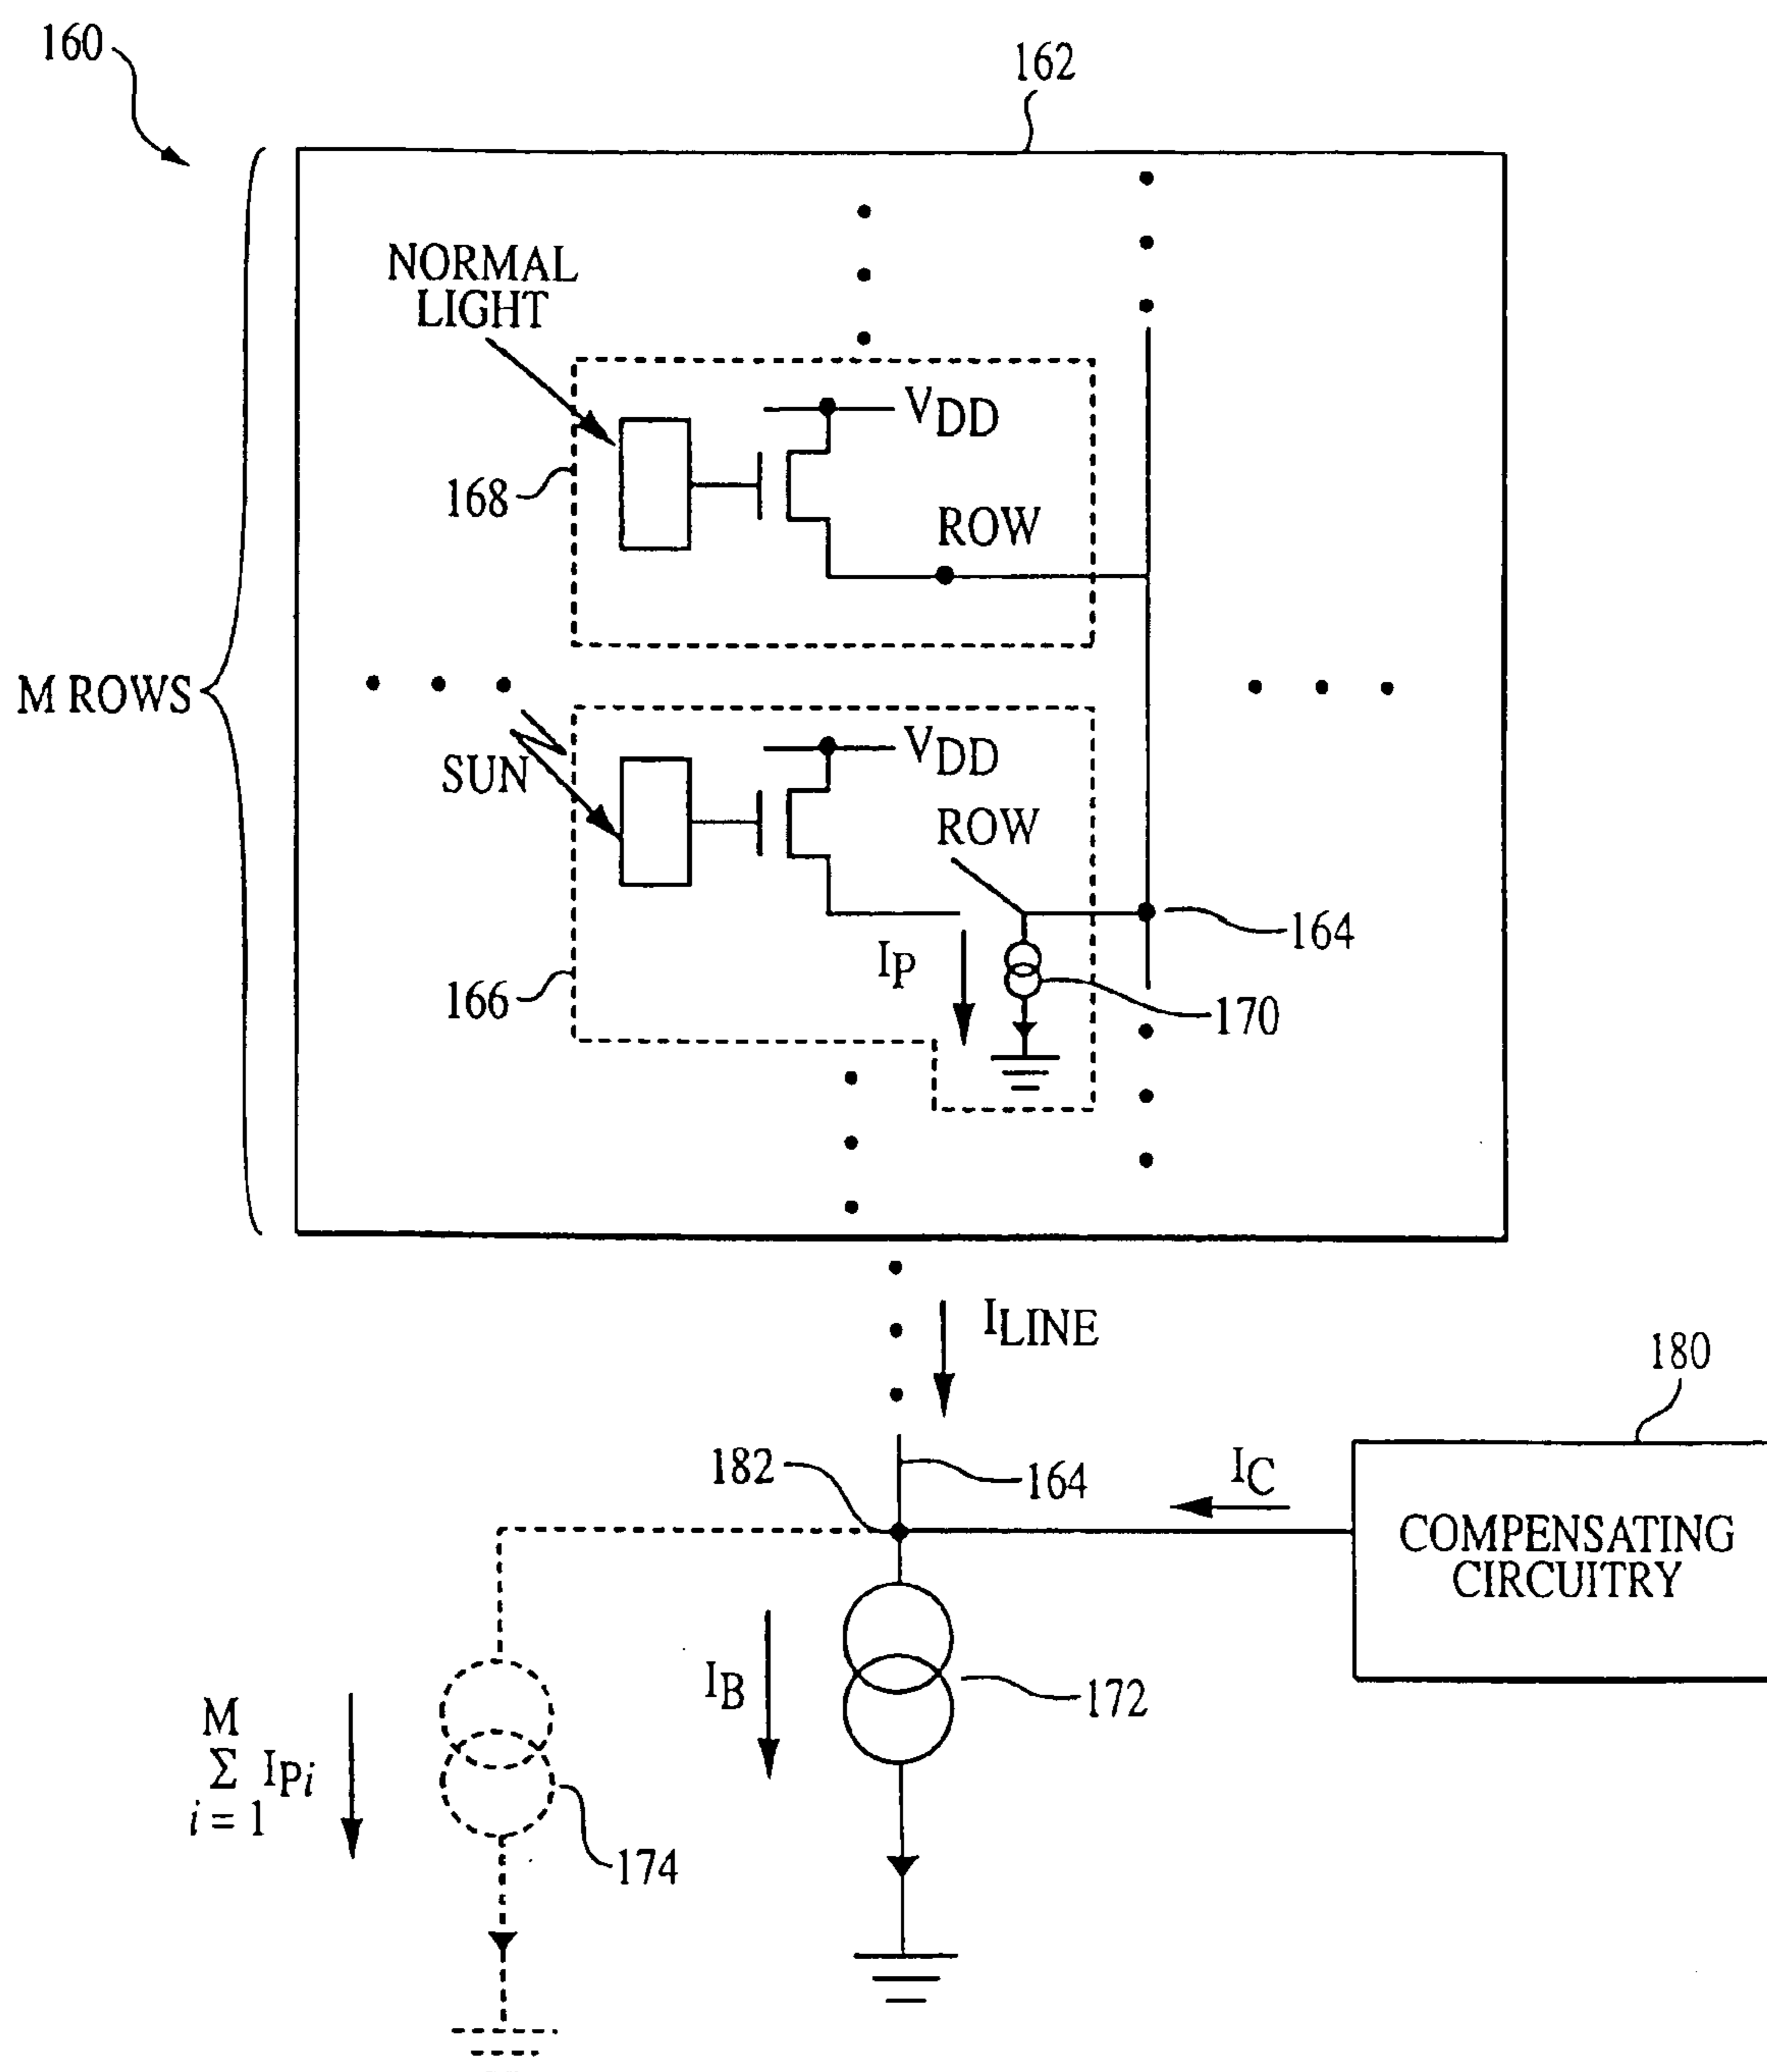 160
162
NORMAL
LIGHT
VDD
168
ROW
M ROWS
SUN
VDD
ROW
164
IP
166
170
ILINE
180
182
164
IC
COMPENSATING
CIRCUITRY
IB
172
M
Σ IPi
i = 1
174